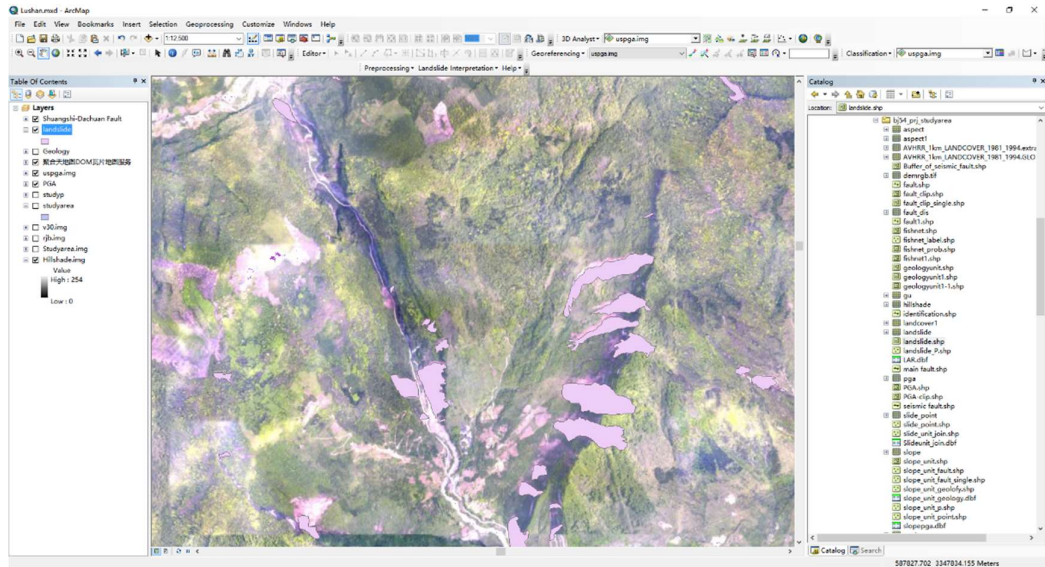 Lushan.mxd - ArcMap
File Edit View Bookmarks Insert Selection Geoprocessing Customize Windows Help
1:12,500
3D Analyst uspga.img
Editor Georeferencing uspga.img Classification uspga.img
Preprocessing Landslide Interpretation Help
Table Of Contents
Layers
Shuangshi-Dachuan Fault
landslide
Geology
聚合天地图DOM瓦片地图服务
uspga.img
PGA
studyp
studyarea
v30.img
rjb.img
Studyarea.img
Hillshade.img
Value
High : 254
Low : 0
Catalog
Location: landslide.shp
bj54_prj_studyarea
aspect
aspect1
AVHRR_1km_LANDCOVER_1981_1994.extra
AVHRR_1km_LANDCOVER_1981_1994.GLO
Buffer_of_seismic_fault.shp
demrgb.tif
fault.shp
fault_clip.shp
fault_clip_single.shp
fault_dis
fault1.shp
fishnet.shp
fishnet_label.shp
fishnet_prob.shp
fishnet1.shp
geologyunit.shp
geologyunit1.shp
geologyunit1-1.shp
gu
hillshade
identification.shp
landcover1
landslide
landslide.shp
landslide_P.shp
LAR.dbf
main fault.shp
pga
PGA.shp
PGA-clip.shp
seismic fault.shp
slide_point
slide_point.shp
slide_unit_join.shp
Slideunit_join.dbf
slope
slope_unit.shp
slope_unit_fault.shp
slope_unit_fault_single.shp
slope_unit_geolofy.shp
slope_unit_geology.dbf
slope_unit_p.shp
slope_unit_point.shp
slopepga.dbf
Catalog Search
587827.702 3347834.155 Meters